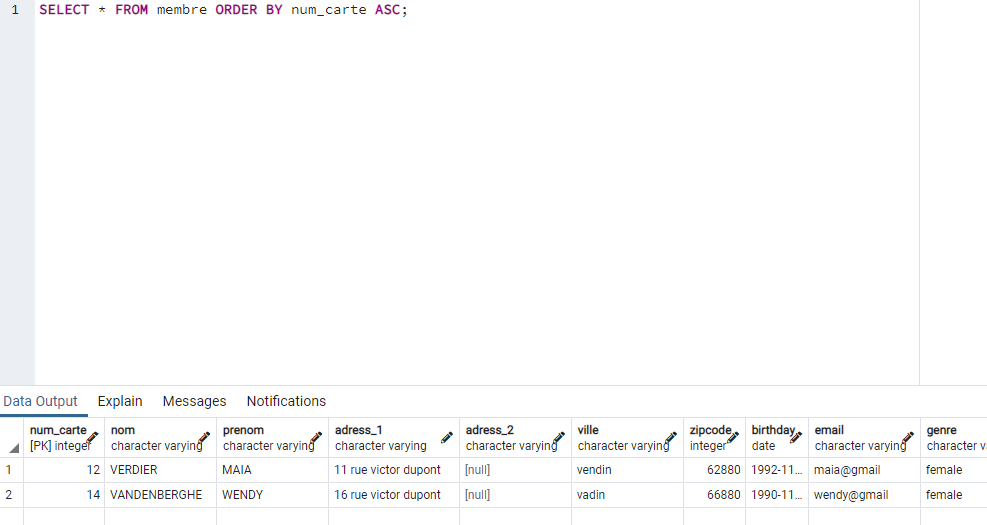 1 SELECT * FROM membre ORDER BY num_carte ASC;
Data Output Explain Messages Notifications
num_carte nom prenom adress_1 adress_2 ville zipcode birthday email genre
[PK] integer character varying character varying character varying character varying character varying integer date character varying character v
1 12 VERDIER MAIA 11 rue victor dupont [null] vendin 62880 1992-11... maia@gmail female
2 14 VANDENBERGHE WENDY 16 rue victor dupont [null] vadin 66880 1990-11... wendy@gmail female